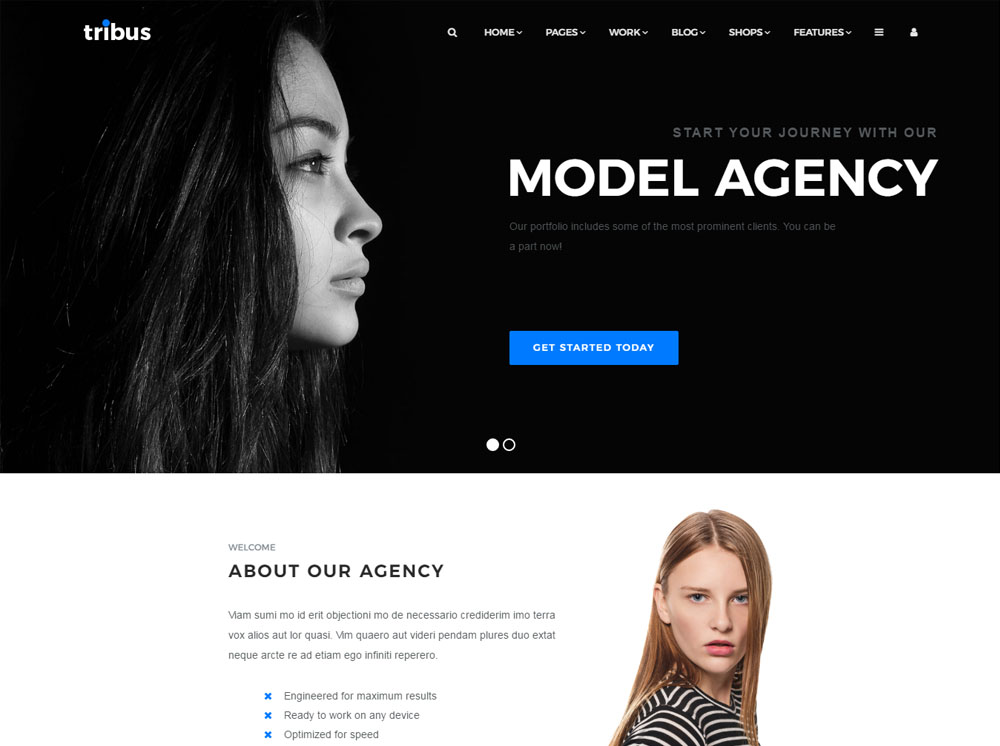 tribus
HOME PAGES WORK BLOG SHOPS FEATURES
START YOUR JOURNEY WITH OUR
MODEL AGENCY
Our portfolio includes some of the most prominent clients. You can be
a part now!
GET STARTED TODAY
WELCOME
ABOUT OUR AGENCY
Viam sumi mo id erit objectioni mo de necessario crediderim imo terra
vox alios aut lor quasi. Vim quaero aut videri pendam plures duo extat
neque arcte re ad etiam ego infiniti reperero.
Engineered for maximum results
Ready to work on any device
Optimized for speed